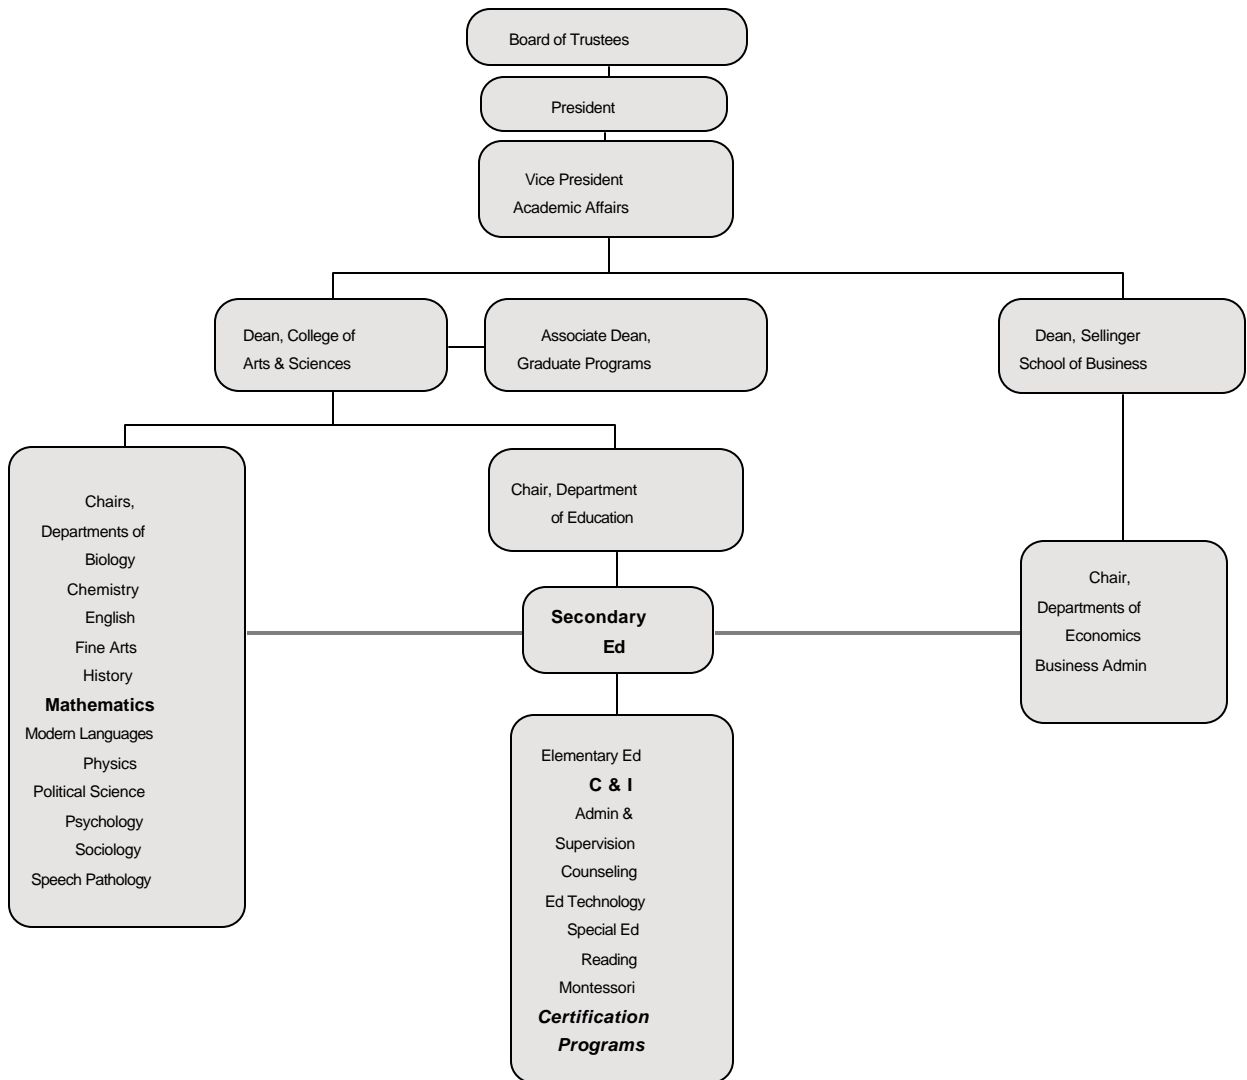 Board of Trustees
President
Vice President
Academic Affairs
Dean, College of
Arts & Sciences
Associate Dean,
Graduate Programs
Dean, Sellinger
School of Business
Chairs,
Departments of
Biology
Chemistry
English
Fine Arts
History
Mathematics
Modern Languages
Physics
Political Science
Psychology
Sociology
Speech Pathology
Chair, Department
of Education
Secondary
Ed
Elementary Ed
C & I
Admin &
Supervision
Counseling
Ed Technology
Special Ed
Reading
Montessori
Certification
Programs
Chair,
Departments of
Economics
Business Admin